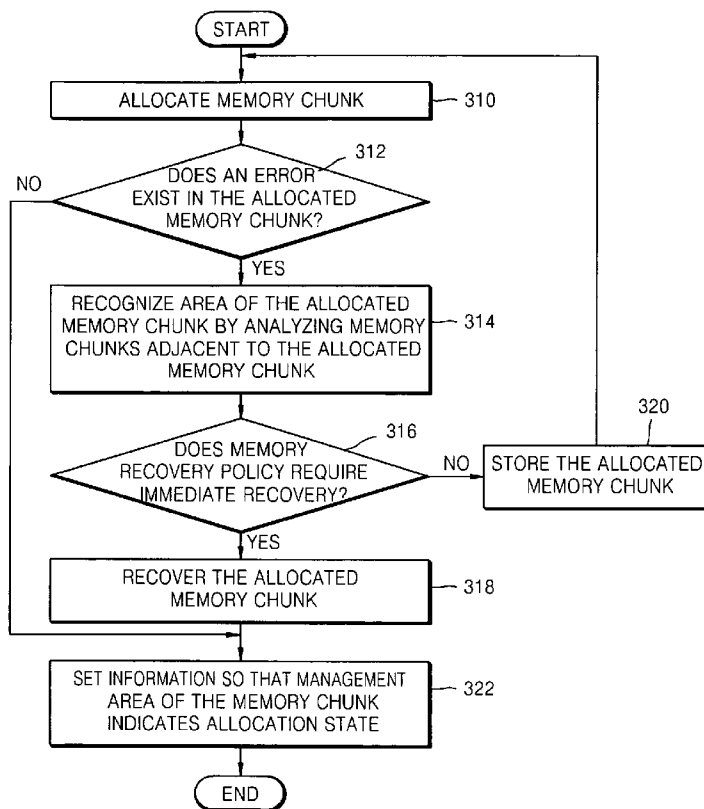 START
ALLOCATE MEMORY CHUNK
310
312
DOES AN ERROR
EXIST IN THE ALLOCATED
MEMORY CHUNK?
NO
YES
RECOGNIZE AREA OF THE ALLOCATED
MEMORY CHUNK BY ANALYZING MEMORY
CHUNKS ADJACENT TO THE ALLOCATED
MEMORY CHUNK
314
316
DOES MEMORY
RECOVERY POLICY REQUIRE
IMMEDIATE RECOVERY?
NO
320
STORE THE ALLOCATED
MEMORY CHUNK
YES
RECOVER THE ALLOCATED
MEMORY CHUNK
318
SET INFORMATION SO THAT MANAGEMENT
AREA OF THE MEMORY CHUNK
INDICATES ALLOCATION STATE
322
END